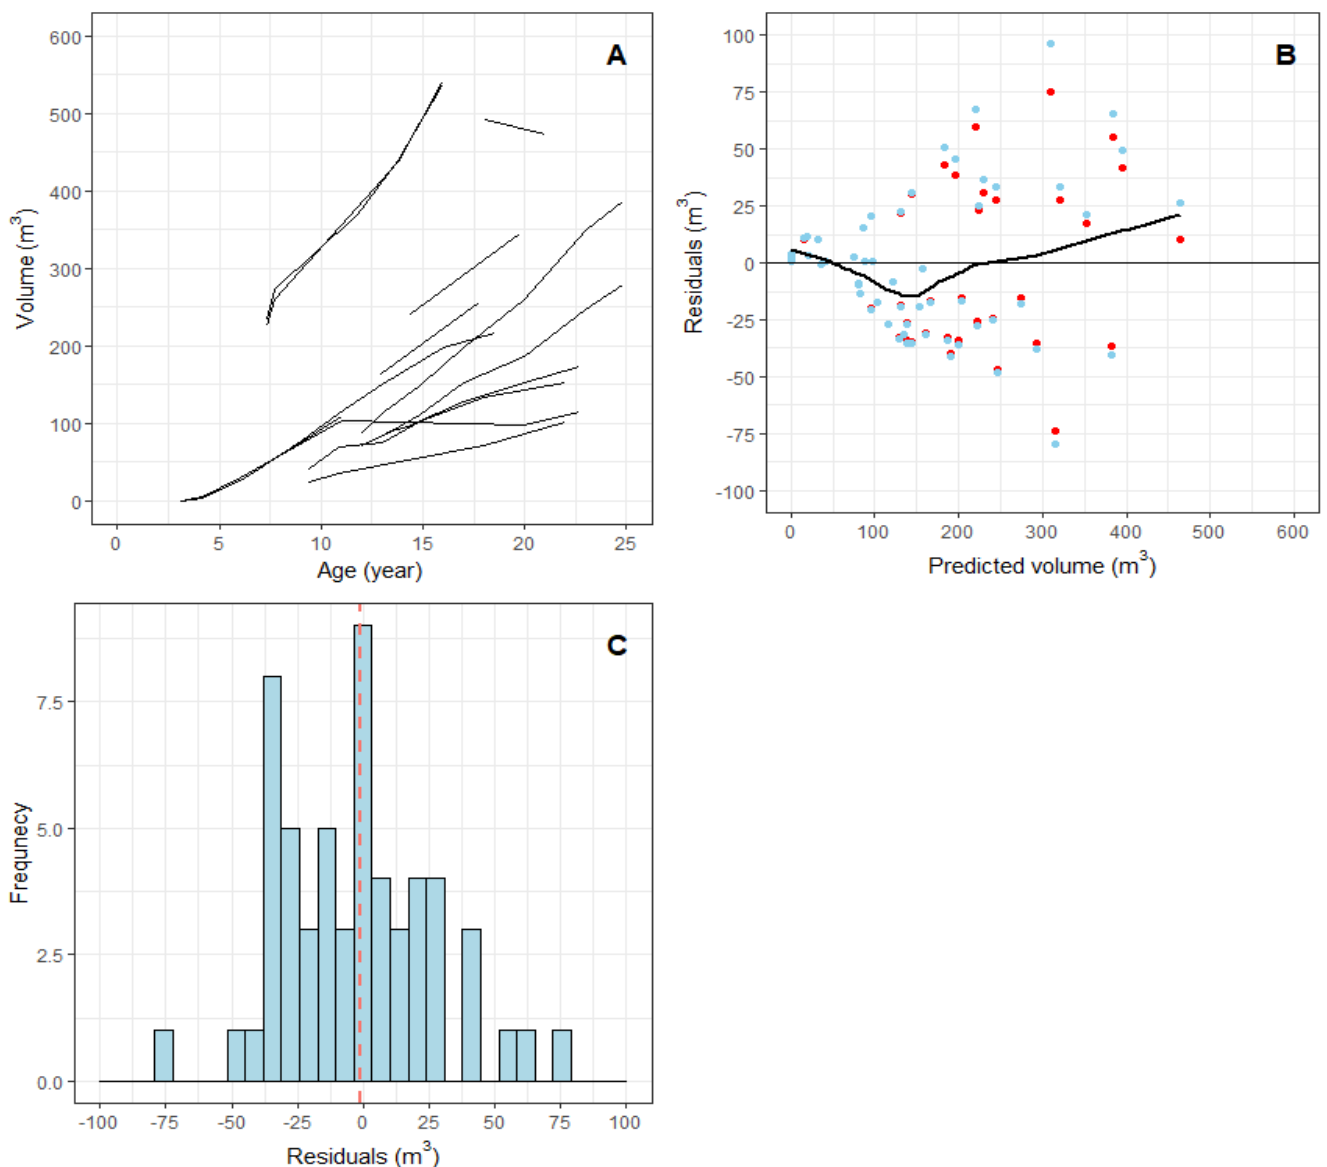 A
600
500
400
300
200
100
0
Volume (m³)
0 5 10 15 20 25
Age (year)
B
100
75
50
25
0
-25
-50
-75
-100
Residuals (m³)
0 100 200 300 400 500 600
Predicted volume (m³)
C
7.5
5.0
2.5
0.0
Frequnecy
-100 -75 -50 -25 0 25 50 75 100
Residuals (m³)